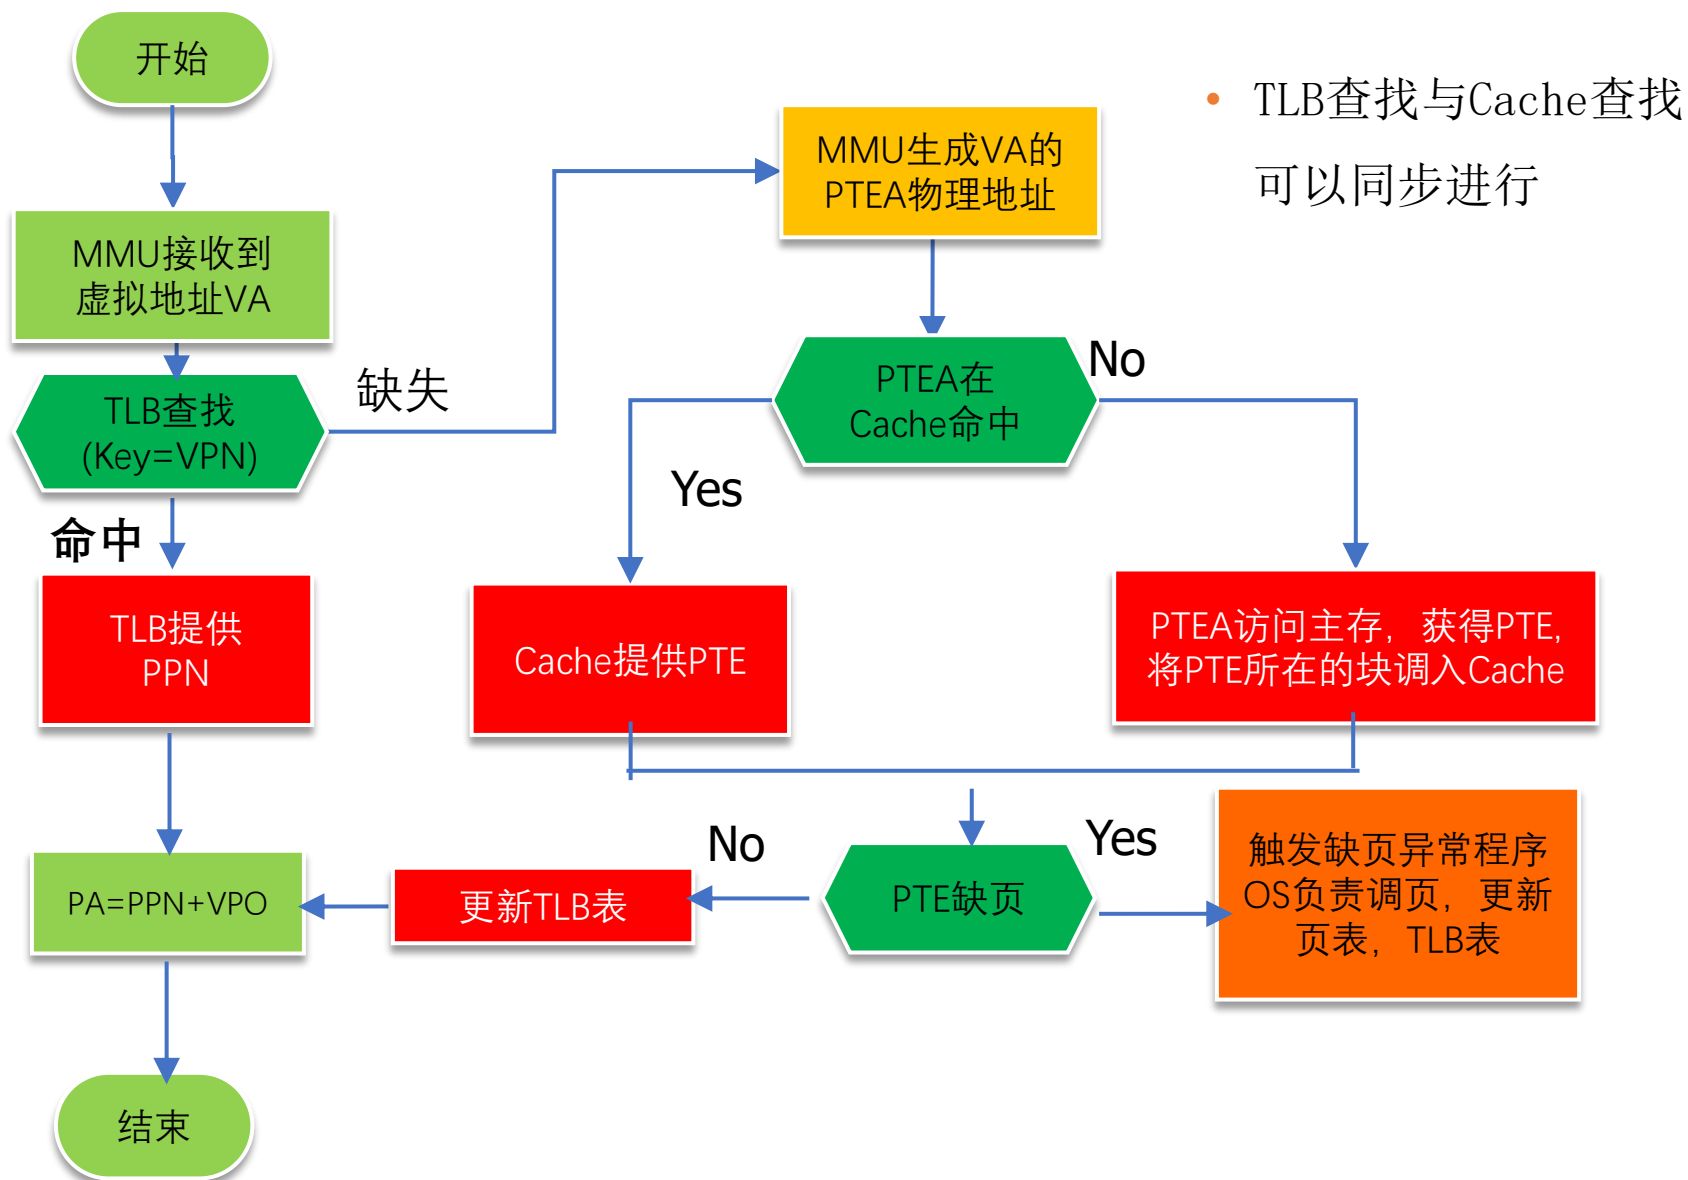 开始
MMU接收到
虚拟地址VA
TLB查找
(Key=VPN)
缺失
命中
TLB提供
PPN
PA=PPN+VPO
结束
MMU生成VA的
PTEA物理地址
PTEA在
Cache命中
No
Yes
Cache提供PTE
PTEA访问主存，获得PTE,
将PTE所在的块调入Cache
PTE缺页
No
Yes
更新TLB表
触发缺页异常程序
OS负责调页，更新
页表，TLB表
• TLB查找与Cache查找
可以同步进行